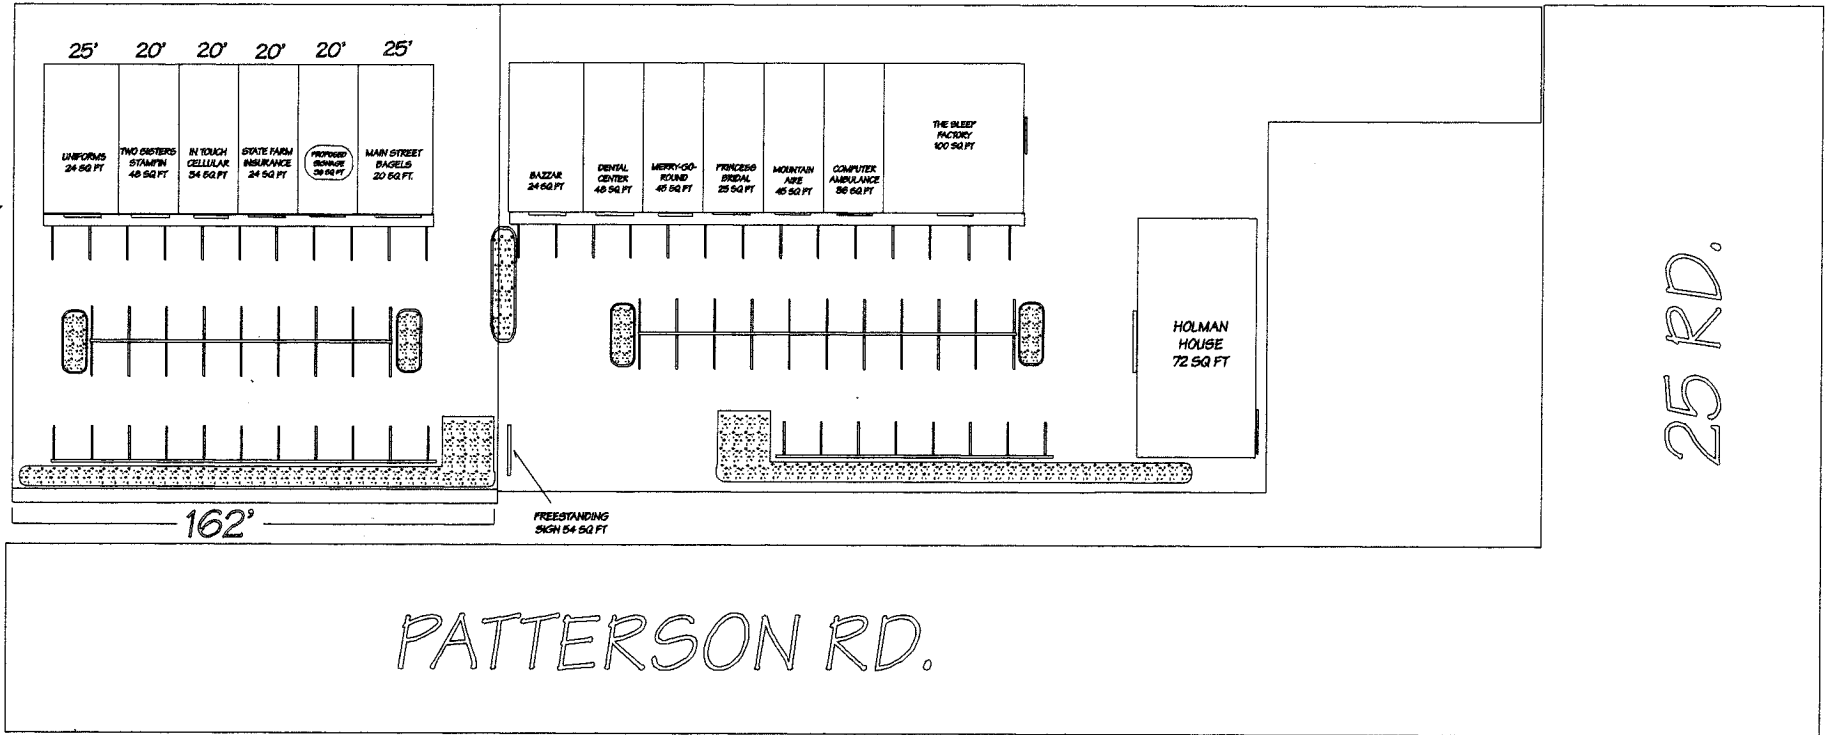 25' 20' 20' 20' 20' 25'
UNIFORMS
24 SQ FT
TWO SISTERS
STAMPIN
48 SQ FT
IN TOUCH
CELLULAR
34 SQ FT
STATE FARM
INSURANCE
24 SQ FT
PROPOSED
SIGNAGE
SQ FT
MAIN STREET
BAGELS
20 SQ. FT.
BAZZAR
24 SQ FT
DENTAL
CENTER
48 SQ FT
MERRY-GO-
ROUND
45 SQ FT
PRINCESS
BRIDAL
25 SQ FT
MOUNTAIN
AIRE
45 SQ FT
COMPUTER
AMBULANCE
SQ FT
THE SLEEP
FACTORY
100 SQ FT
HOLMAN
HOUSE
72 SQ FT
25 RD.
162'
FREESTANDING
SIGN 54 SQ FT
PATTERSON RD.